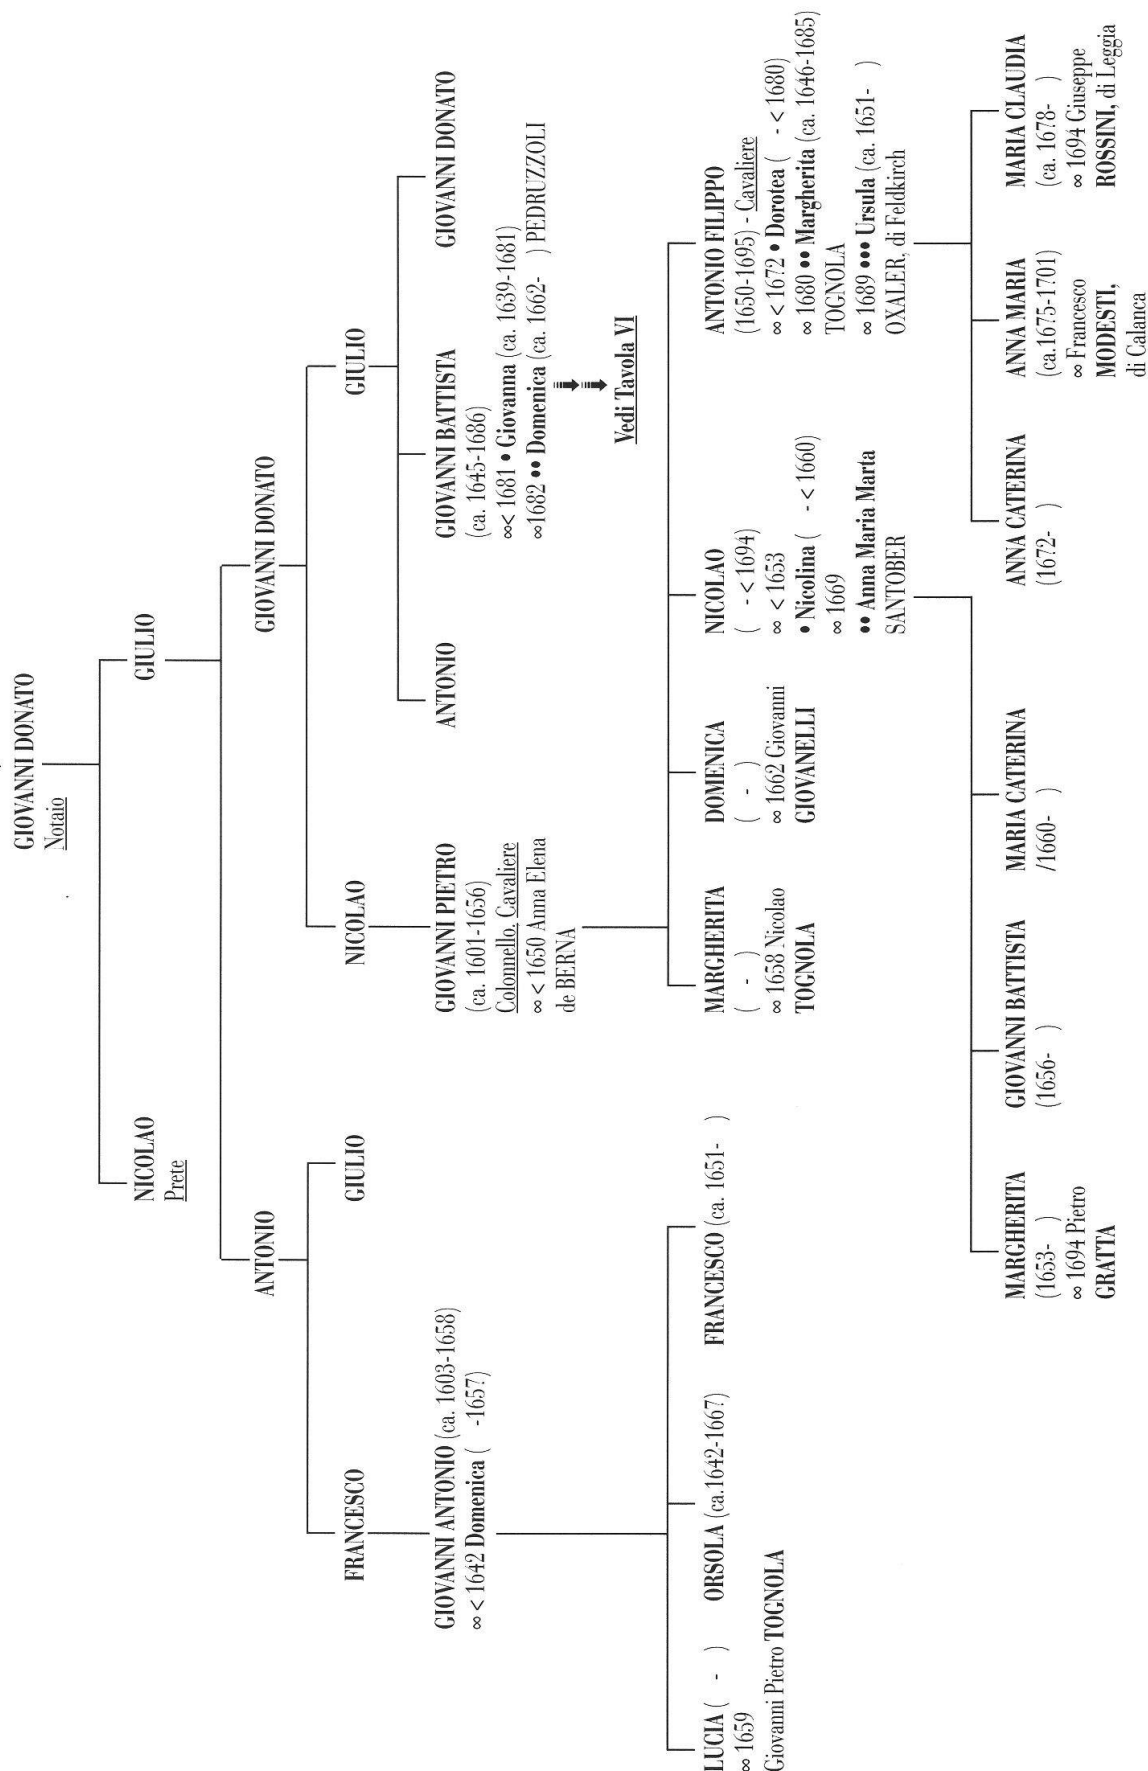 GIOVANNI DONATO
Notaio
NICOLAO
Prete
GIULIO
ANTONIO
GIOVANNI DONATO
FRANCESCO
GIULIO
NICOLAO
GIULIO
GIOVANNI ANTONIO (ca. 1603-1658)
∞ < 1642 Domenica ( -1657)
GIOVANNI PIETRO
(ca. 1601-1656)
Colonnello, Cavaliere
∞ < 1650 Anna Elena
de BERNA
ANTONIO
GIOVANNI BATTISTA
(ca. 1645-1686)
∞< 1681 • Giovanna (ca. 1639-1681)
∞1682 •• Domenica (ca. 1662- ) PEDRUZZOLI
Vedi Tavola VI
GIOVANNI DONATO
LUCIA ( - )
∞ 1659
Giovanni Pietro TOGNOLA
ORSOLA (ca.1642-1667)
FRANCESCO (ca. 1651- )
MARGHERITA
( - )
∞ 1658 Nicolao
TOGNOLA
DOMENICA
( - )
∞ 1662 Giovanni
GIOVANELLI
NICOLAO
( - < 1694)
∞ < 1653
• Nicolina ( - < 1660)
∞ 1669
•• Anna Maria Marta
SANTOBER
ANTONIO FILIPPO
(1650-1695) - Cavaliere
∞ < 1672 • Dorotea ( - < 1680)
∞ 1680 •• Margherita (ca. 1646-1685)
TOGNOLA
∞ 1689 ••• Ursula (ca. 1651- )
OXALER, di Feldkirch
MARGHERITA
(1653- )
∞ 1694 Pietro
GRATTA
GIOVANNI BATTISTA
(1656- )
MARIA CATERINA
/1660- )
ANNA CATERINA
(1672- )
ANNA MARIA
(ca.1675-1701)
∞ Francesco
MODESTI,
di Calanca
MARIA CLAUDIA
(ca. 1678- )
∞ 1694 Giuseppe
ROSSINI, di Leggia